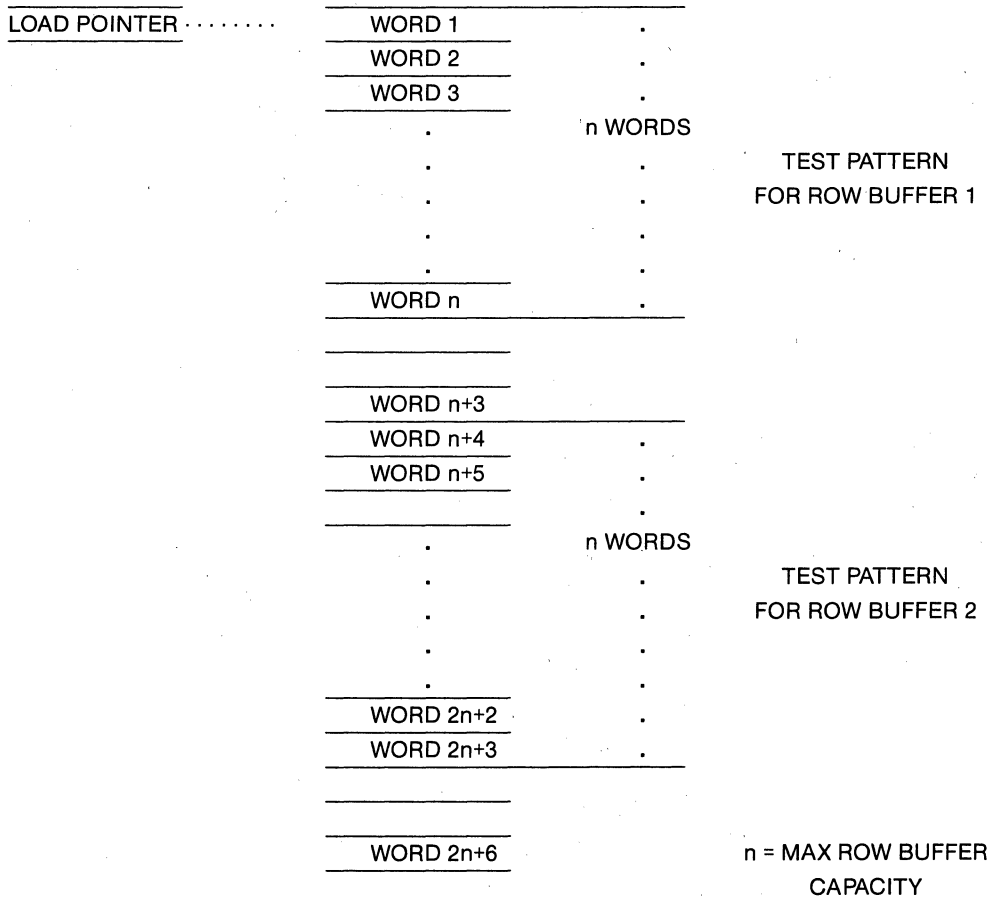 LOAD POINTER ........ WORD 1 .
WORD 2 .
WORD 3 .
. n WORDS
. . TEST PATTERN
. . FOR ROW BUFFER 1
. .
. .
WORD n .
WORD n+3
WORD n+4 .
WORD n+5 .
.
. n WORDS
. . TEST PATTERN
. . FOR ROW BUFFER 2
. .
. .
WORD 2n+2 .
WORD 2n+3 .
WORD 2n+6 n = MAX ROW BUFFER
CAPACITY